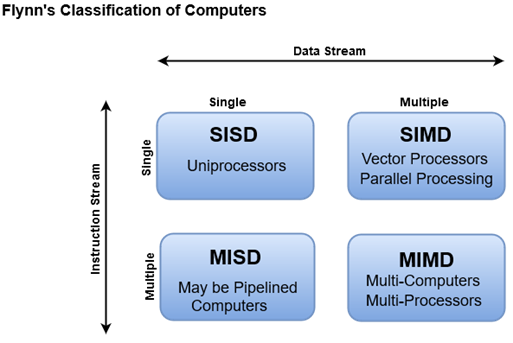 Flynn's Classification of Computers
Data Stream
Single
Multiple
Instruction Stream
Single
SISD
Uniprocessors
SIMD
Vector Processors
Parallel Processing
Multiple
MISD
May be Pipelined
Computers
MIMD
Multi-Computers
Multi-Processors